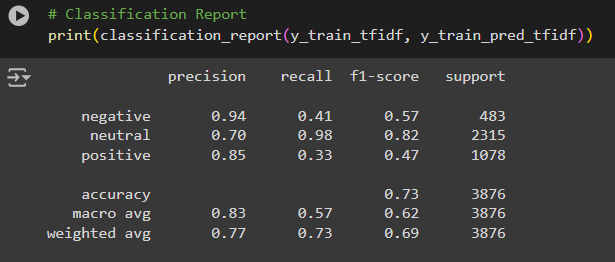 # Classification Report
print(classification_report(y_train_tfidf, y_train_pred_tfidf))
precision recall f1-score support
negative 0.94 0.41 0.57 483
neutral 0.70 0.98 0.82 2315
positive 0.85 0.33 0.47 1078
accuracy 0.73 3876
macro avg 0.83 0.57 0.62 3876
weighted avg 0.77 0.73 0.69 3876